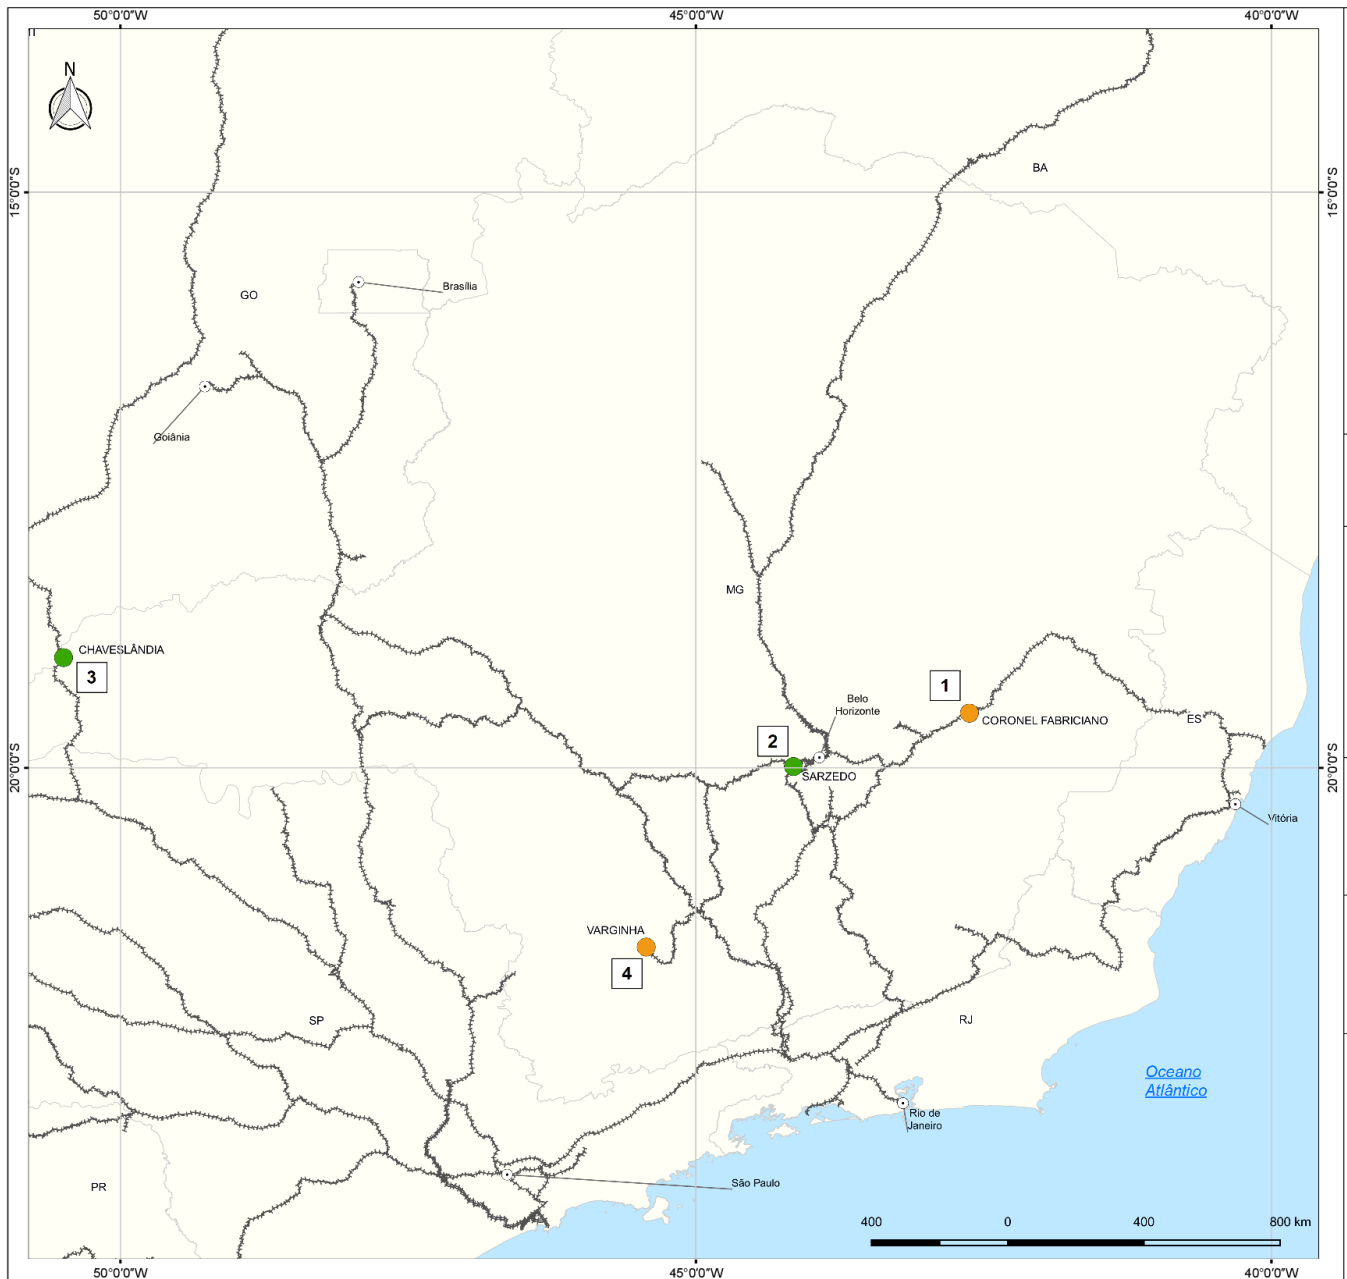 50°0'0"W
45°0'0"W
40°0'0"W
N
15°0'0"S
15°0'0"S
BA
Brasília
GO
Goiânia
MG
CHAVESLÂNDIA
3
1
Belo
Horizonte
CORONEL FABRICIANO
ES
2
SARZEDO
20°0'0"S
20°0'0"S
Vitória
VARGINHA
4
SP
RJ
Oceano
Atlântico
Rio de
Janeiro
São Paulo
PR
400
0
400
800 km
50°0'0"W
45°0'0"W
40°0'0"W